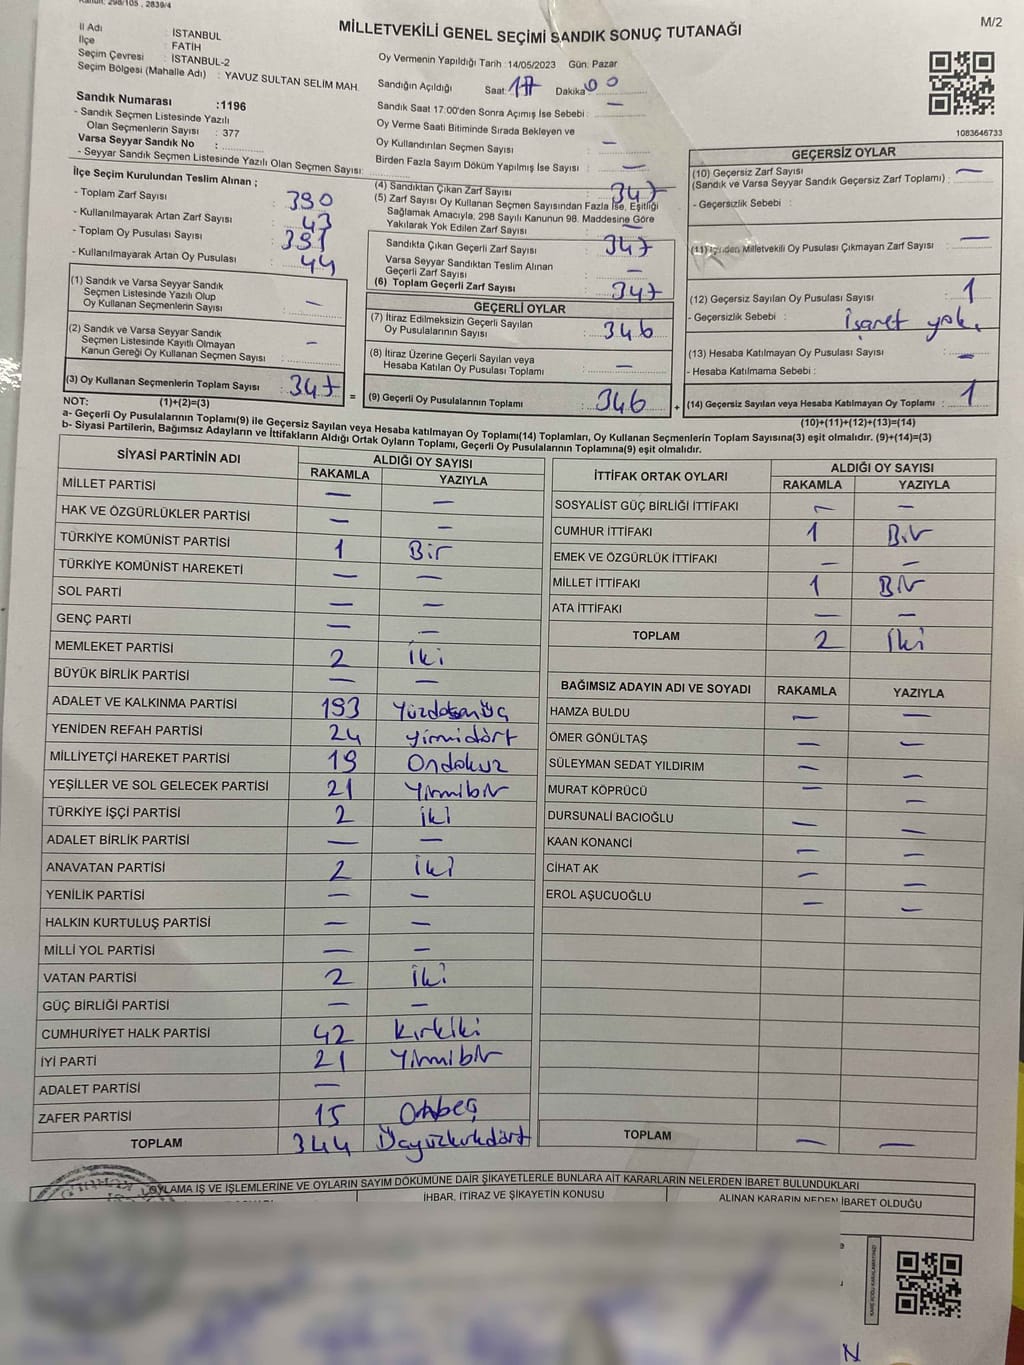 Kanun: 298/105 , 2839/4
MİLLETVEKİLİ GENEL SEÇİMİ SANDIK SONUÇ TUTANAĞI
M/2
İl Adı : İSTANBUL
İlçe : FATİH
Seçim Çevresi : İSTANBUL-2
Seçim Bölgesi (Mahalle Adı) : YAVUZ SULTAN SELİM MAH.
Sandık Numarası :1196
- Sandık Seçmen Listesinde Yazılı
Olan Seçmenlerin Sayısı : 377
Varsa Seyyar Sandık No :
- Seyyar Sandık Seçmen Listesinde Yazılı Olan Seçmen Sayısı:
Oy Vermenin Yapıldığı Tarih :14/05/2023 Gün: Pazar
Sandığın Açıldığı Saat: 17 Dakika: 00
Sandık Saat 17:00'den Sonra Açımış İse Sebebi : —
Oy Verme Saati Bitiminde Sırada Bekleyen ve
Oy Kullandırılan Seçmen Sayısı : —
Birden Fazla Sayım Döküm Yapılmış İse Sayısı : —
1083646733
İlçe Seçim Kurulundan Teslim Alınan ;
- Toplam Zarf Sayısı : 390
- Kullanılmayarak Artan Zarf Sayısı : 43
- Toplam Oy Pusulası Sayısı : 391
- Kullanılmayarak Artan Oy Pusulası : 44
(1) Sandık ve Varsa Seyyar Sandık
Seçmen Listesinde Yazılı Olup
Oy Kullanan Seçmenlerin Sayısı : —
(2) Sandık ve Varsa Seyyar Sandık
Seçmen Listesinde Kayıtlı Olmayan
Kanun Gereği Oy Kullanan Seçmen Sayısı : —
(3) Oy Kullanan Seçmenlerin Toplam Sayısı : 347
(4) Sandıktan Çıkan Zarf Sayısı : 347
(5) Zarf Sayısı Oy Kullanan Seçmen Sayısından Fazla İse, Eşitliği
Sağlamak Amacıyla, 298 Sayılı Kanunun 98. Maddesine Göre
Yakılarak Yok Edilen Zarf Sayısı : —
Sandıkta Çıkan Geçerli Zarf Sayısı : 347
Varsa Seyyar Sandıktan Teslim Alınan
Geçerli Zarf Sayısı : —
(6) Toplam Geçerli Zarf Sayısı : 347
GEÇERLİ OYLAR
(7) İtiraz Edilmeksizin Geçerli Sayılan
Oy Pusulalarının Sayısı : 346
(8) İtiraz Üzerine Geçerli Sayılan veya
Hesaba Katılan Oy Pusulası Toplamı : —
= (9) Geçerli Oy Pusulalarının Toplamı : 346
GEÇERSİZ OYLAR
(10) Geçersiz Zarf Sayısı : —
(Sandık ve Varsa Seyyar Sandık Geçersiz Zarf Toplamı)
- Geçersizlik Sebebi :
(11) İçinden Milletvekili Oy Pusulası Çıkmayan Zarf Sayısı : —
(12) Geçersiz Sayılan Oy Pusulası Sayısı : 1
- Geçersizlik Sebebi : İşaret yok.
(13) Hesaba Katılmayan Oy Pusulası Sayısı : —
- Hesaba Katılmama Sebebi :
+ (14) Geçersiz Sayılan veya Hesaba Katılmayan Oy Toplamı : 1
NOT: (1)+(2)=(3)
(10)+(11)+(12)+(13)=(14)
a- Geçerli Oy Pusulalarının Toplamı(9) ile Geçersiz Sayılan veya Hesaba katılmayan Oy Toplamı(14) Toplamları, Oy Kullanan Seçmenlerin Toplam Sayısına(3) eşit olmalıdır. (9)+(14)=(3)
b- Siyasi Partilerin, Bağımsız Adayların ve İttifakların Aldığı Ortak Oyların Toplamı, Geçerli Oy Pusulalarının Toplamına(9) eşit olmalıdır.
SİYASİ PARTİNİN ADI ALDIĞI OY SAYISI
RAKAMLA YAZIYLA
MİLLET PARTİSİ — —
HAK VE ÖZGÜRLÜKLER PARTİSİ — —
TÜRKİYE KOMÜNİST PARTİSİ 1 Bir
TÜRKİYE KOMÜNİST HAREKETİ — —
SOL PARTİ — —
GENÇ PARTİ — —
MEMLEKET PARTİSİ 2 İki
BÜYÜK BİRLİK PARTİSİ — —
ADALET VE KALKINMA PARTİSİ 193
YENİDEN REFAH PARTİSİ 24 yirmidört
MİLLİYETÇİ HAREKET PARTİSİ 19 Ondokuz
YEŞİLLER VE SOL GELECEK PARTİSİ 21 Yirmibir
TÜRKİYE İŞÇİ PARTİSİ 2 İki
ADALET BİRLİK PARTİSİ — —
ANAVATAN PARTİSİ 2 İki
YENİLİK PARTİSİ — —
HALKIN KURTULUŞ PARTİSİ — —
MİLLİ YOL PARTİSİ — —
VATAN PARTİSİ 2 İki
GÜÇ BİRLİĞİ PARTİSİ — —
CUMHURİYET HALK PARTİSİ 42 Kırkiki
İYİ PARTİ 21 Yirmibir
ADALET PARTİSİ —
ZAFER PARTİSİ 15 Onbeş
TOPLAM 344 Üçyüzkırkdört
İTTİFAK ORTAK OYLARI ALDIĞI OY SAYISI
RAKAMLA YAZIYLA
SOSYALİST GÜÇ BİRLİĞİ İTTİFAKI — —
CUMHUR İTTİFAKI 1 Bir
EMEK VE ÖZGÜRLÜK İTTİFAKI — —
MİLLET İTTİFAKI 1 Bir
ATA İTTİFAKI — —
TOPLAM 2 İki
BAĞIMSIZ ADAYIN ADI VE SOYADI RAKAMLA YAZIYLA
HAMZA BULDU — —
ÖMER GÖNÜLTAŞ — —
SÜLEYMAN SEDAT YILDIRIM — —
MURAT KÖPRÜCÜ — —
DURSUNALİ BACIOĞLU — —
KAAN KONANCİ — —
CİHAT AK — —
EROL AŞUCUOĞLU — —
TOPLAM — —
OYLAMA İŞ VE İŞLEMLERİNE VE OYLARIN SAYIM DÖKÜMÜNE DAİR ŞİKAYETLERLE BUNLARA AİT KARARLARIN NELERDEN İBARET BULUNDUKLARI
İHBAR, İTİRAZ VE ŞİKAYETİN KONUSU
ALINAN KARARIN NEDEN İBARET OLDUĞU